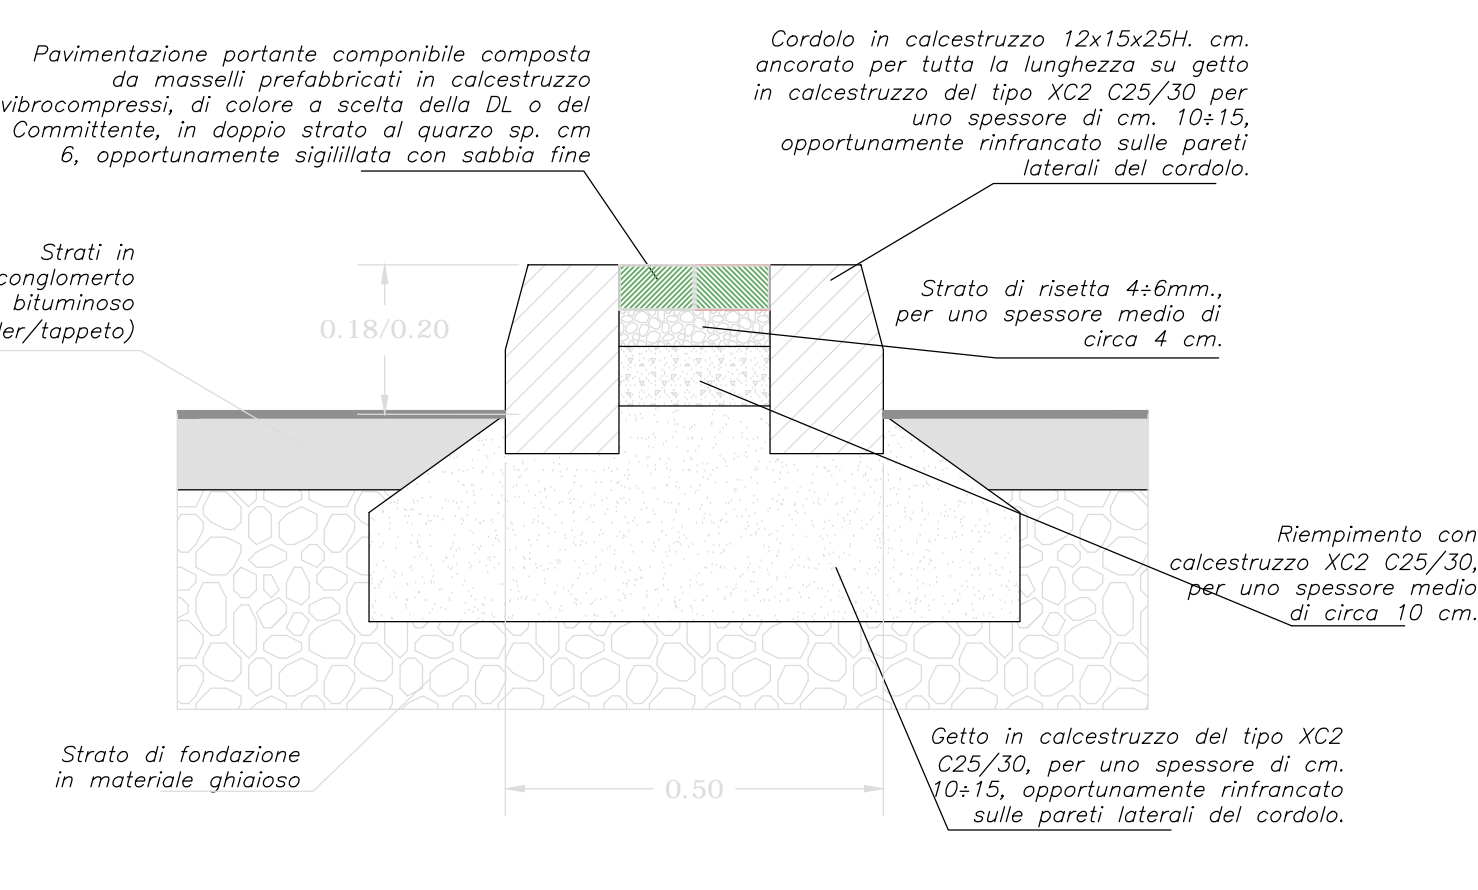 Pavimentazione portante componibile composta
da masselli prefabbricati in calcestruzzo
vibrocompressi, di colore a scelta della DL o del
Committente, in doppio strato al quarzo sp. cm
6, opportunamente sigilillata con sabbia fine
Cordolo in calcestruzzo 12x15x25H. cm.
ancorato per tutta la lunghezza su getto
in calcestruzzo del tipo XC2 C25/30 per
uno spessore di cm. 10÷15,
opportunamente rinfrancato sulle pareti
laterali del cordolo.
Strati in
conglomerto
bituminoso
er/tappeto)
0.18/0.20
Strato di risetta 4÷6mm.,
per uno spessore medio di
circa 4 cm.
Riempimento con
calcestruzzo XC2 C25/30,
per uno spessore medio
di circa 10 cm.
Strato di fondazione
in materiale ghiaioso
0.50
Getto in calcestruzzo del tipo XC2
C25/30, per uno spessore di cm.
10÷15, opportunamente rinfrancato
sulle pareti laterali del cordolo.